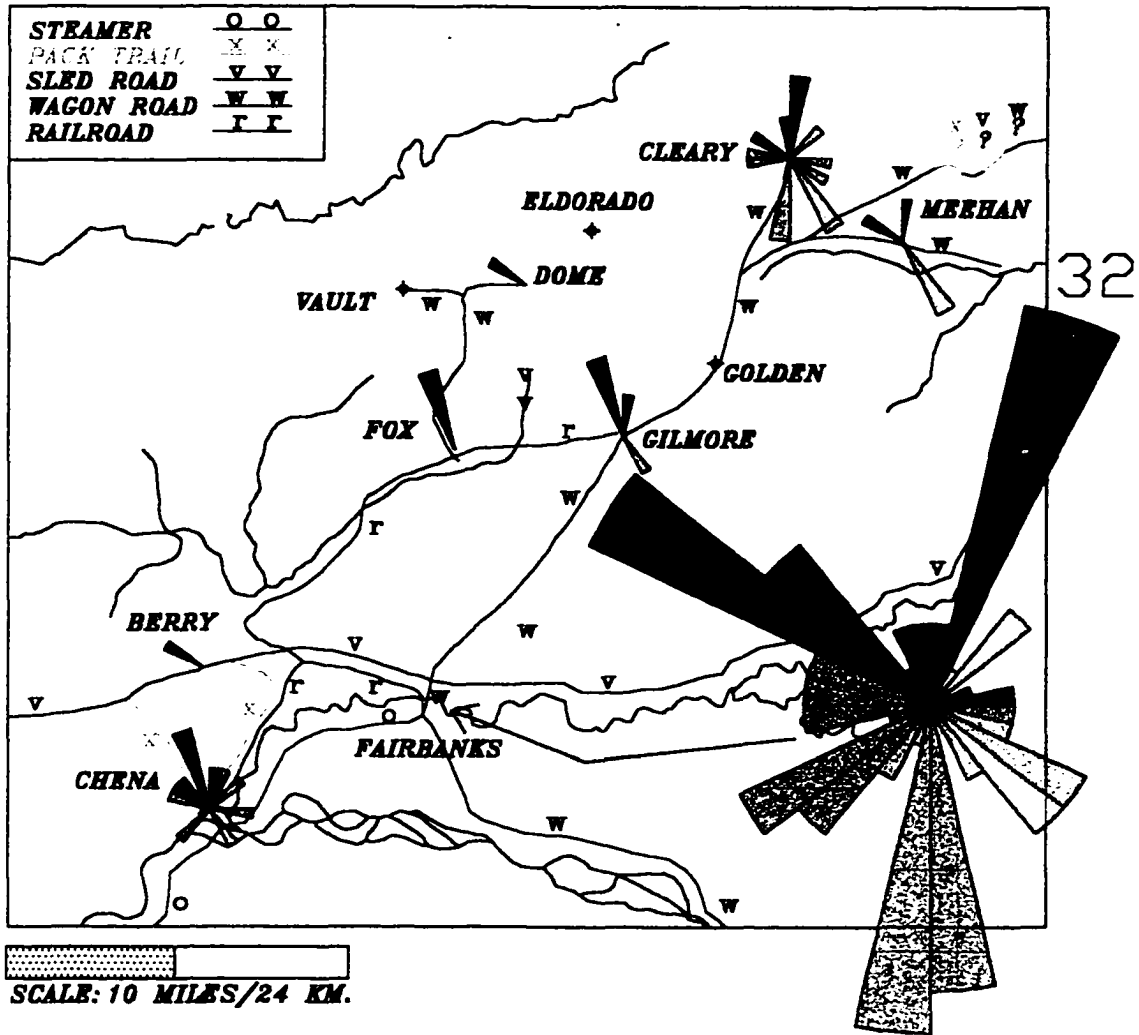 STEAMER o o
PACK TRAIL x x
SLED ROAD v v
WAGON ROAD w w
RAILROAD r r
CLEARY
x v w
? ?
w
ELDORADO
w
MEEHAN
w
DOME
32
VAULT
w
w
w
GOLDEN
v
v
FOX
r
GILMORE
w
r
v
BERRY
w
v
x
r
r
v
v
w
x
o
x
FAIRBANKS
CHENA
w
o
w
SCALE: 10 MILES/24 KM.